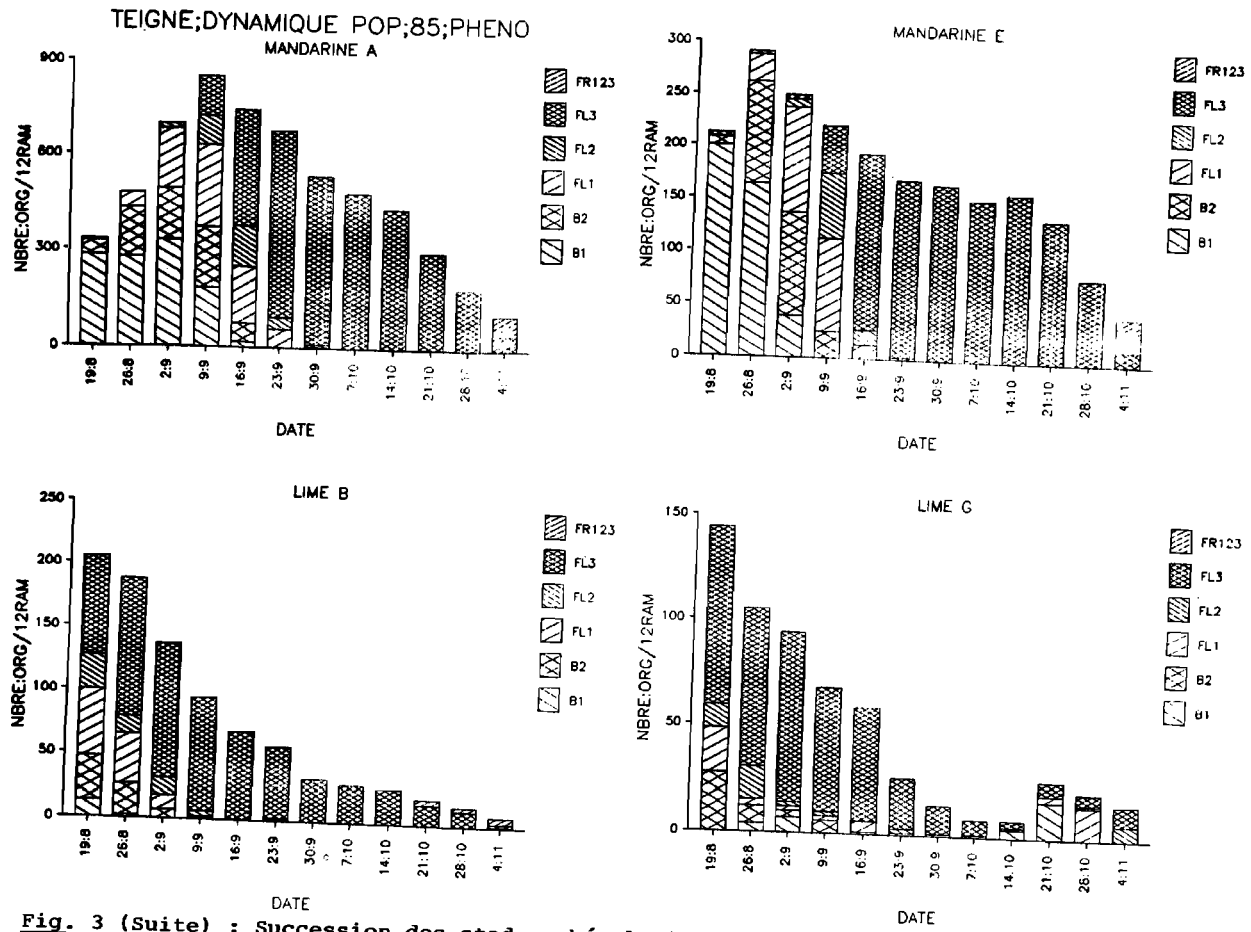 TEIGNE;DYNAMIQUE POP;85;PHENO
MANDARINE A
NBRE:ORG/12RAM
900
600
300
0
19:8
26:8
2:9
9:9
16:9
23:9
30:9
7:10
14:10
21:10
4:11
DATE
FR123
FL3
FL2
FL1
B2
B1
MANDARINE E
NBRE:ORG/12RAM
300
250
200
150
100
50
0
19:8
26:8
2:9
9:9
16:9
23:9
30:9
7:10
14:10
21:10
28:10
4:11
DATE
FR123
FL3
FL2
FL1
B2
B1
LIME B
NBRE:ORG/12RAM
250
200
150
100
50
0
19:8
26:8
2:9
9:9
16:9
23:9
30:9
7:10
14:10
21:10
28:10
4:11
DATE
FR123
FL3
FL2
FL1
B2
B1
LIME G
NBRE:ORG/12RAM
150
100
50
0
19:8
26:8
2:9
9:9
16:9
23:9
30:9
7:10
14:10
21:10
28:10
4:11
DATE
FR123
FL3
FL2
FL1
B2
B1
Fig. 3 (Suite) : Succession des